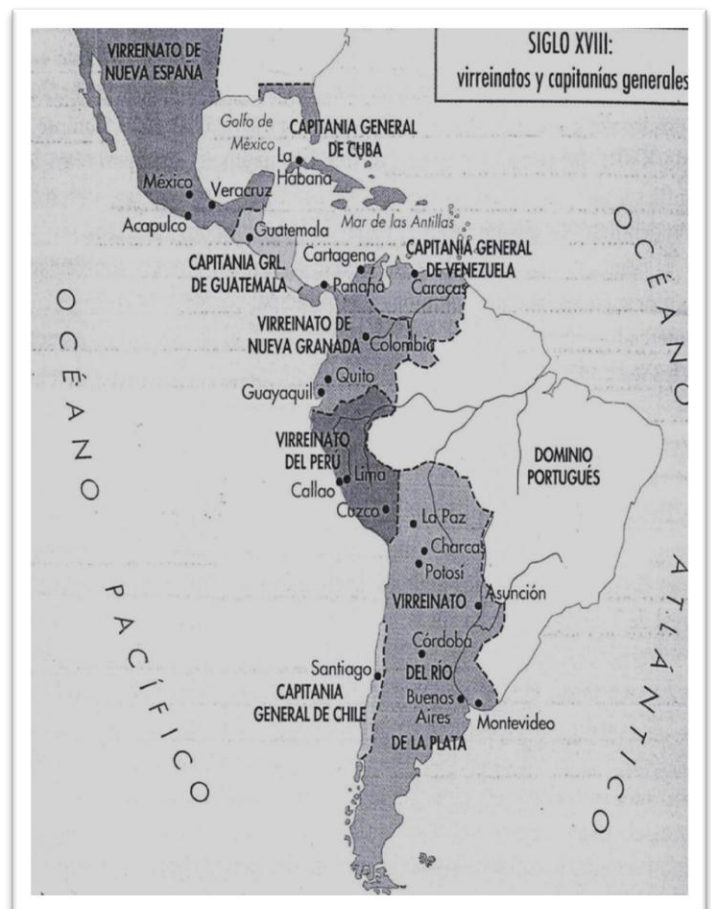 SIGLO XVIII:
virreinatos y capitanías generales
VIRREINATO DE
NUEVA ESPAÑA
Golfo de
México
CAPITANIA GENERAL
DE CUBA
La
Habana
México
Veracruz
Acapulco
Guatemala
Mar de las Antillas
CAPITANIA GRL.
DE GUATEMALA
Cartagena
Panamá
CAPITANÍA GENERAL
DE VENEZUELA
Caracas
VIRREINATO DE
NUEVA GRANADA
Colombia
Quito
Guayaquil
VIRREINATO
DEL PERÚ
Lima
Callao
Cuzco
DOMINIO
PORTUGUÉS
La Paz
Charcas
Potosí
VIRREINATO
Asunción
Córdoba
Santiago
DEL RÍO
CAPITANIA
GENERAL DE CHILE
Buenos
Aires
Montevideo
DE LA PLATA
OCÉANO
PACÍFICO
OCÉANO
ATLÁNTICO